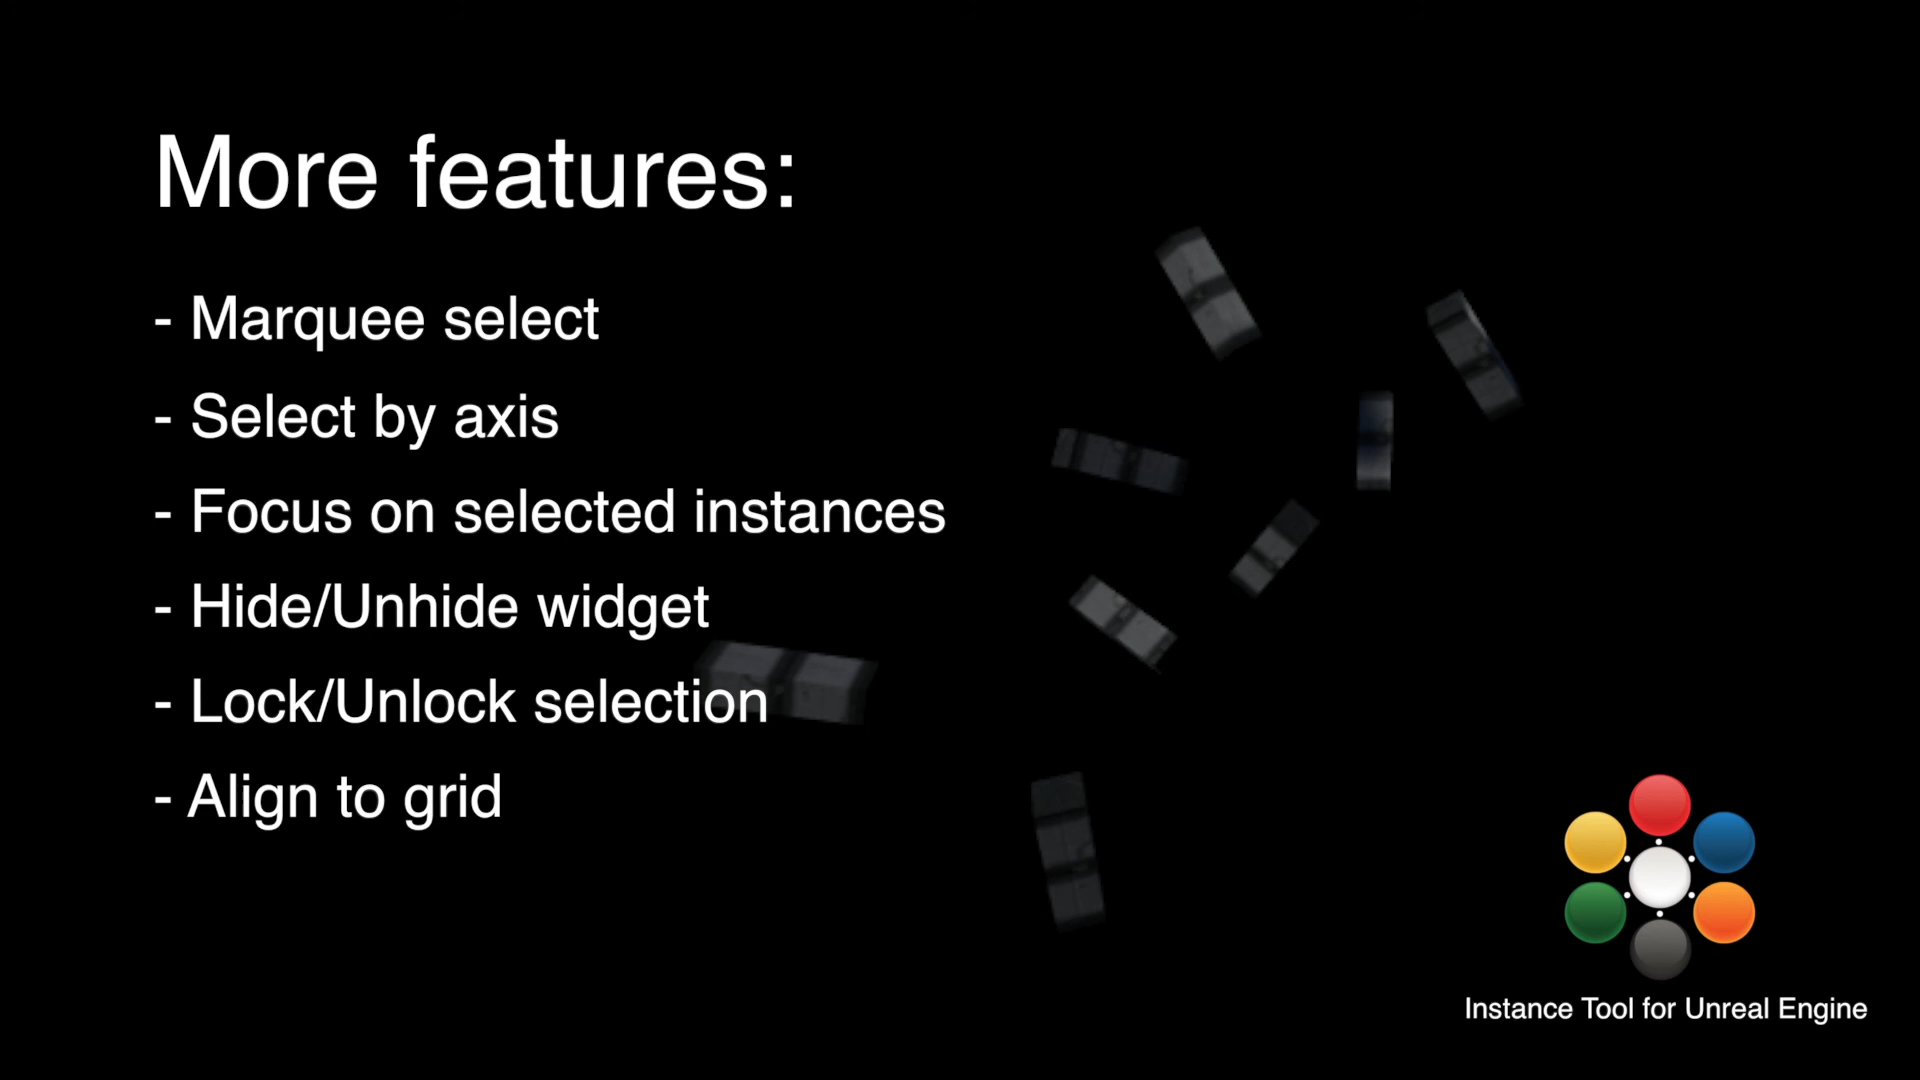 More features:
- Marquee select
- Select by axis
- Focus on selected instances
- Hide/Unhide widget
- Lock/Unlock selection
- Align to grid
Instance Tool for Unreal Engine